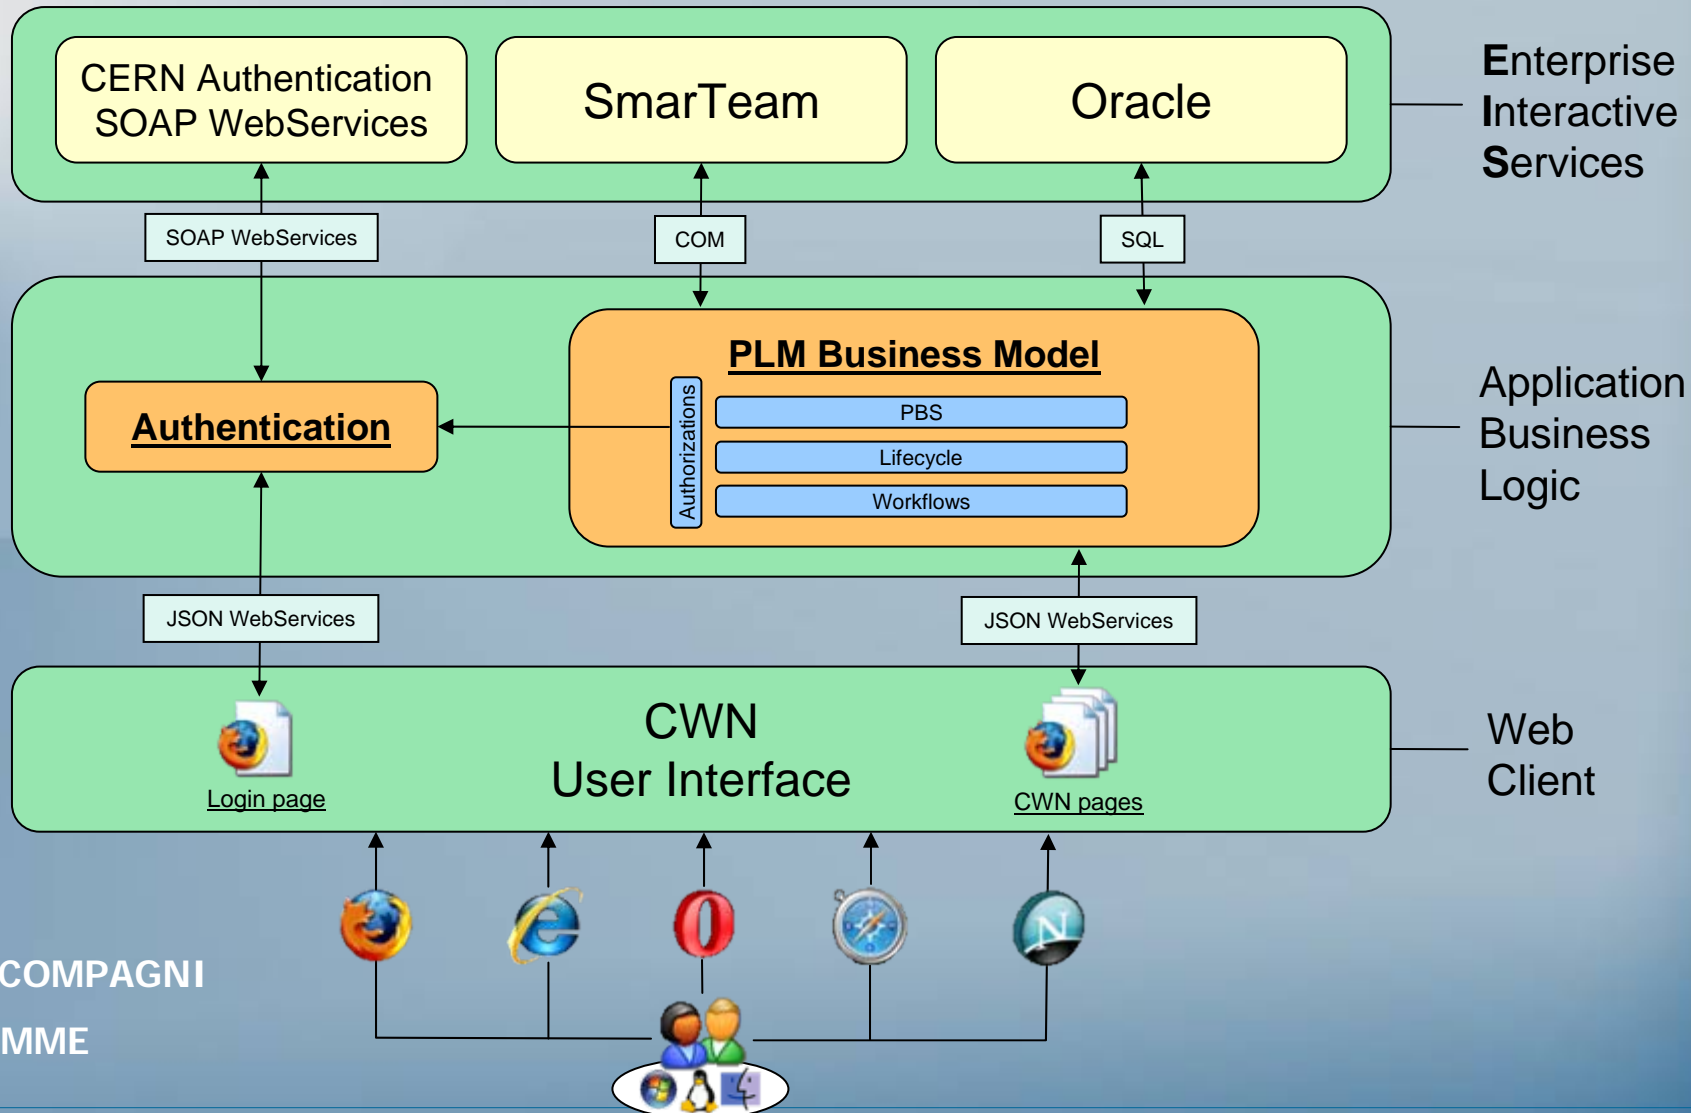 CERN Authentication
SOAP WebServices
SmarTeam
Oracle
Enterprise
Interactive
Services
SOAP WebServices
COM
SQL
PLM Business Model
Authorizations
PBS
Lifecycle
Workflows
Authentication
Application
Business
Logic
JSON WebServices
JSON WebServices
CWN
User Interface
Login page
CWN pages
Web
Client
N
COMPAGNI
MME